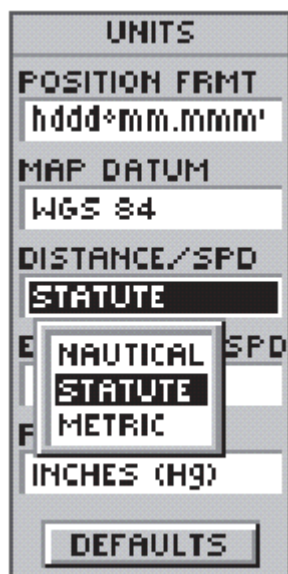 UNITS
POSITION FRMT
hddd°mm.mmm'
MAP DATUM
WGS 84
DISTANCE/SPD
STATUTE
E SPD
NAUTICAL
STATUTE
METRIC
F
INCHES (Hg)
DEFAULTS